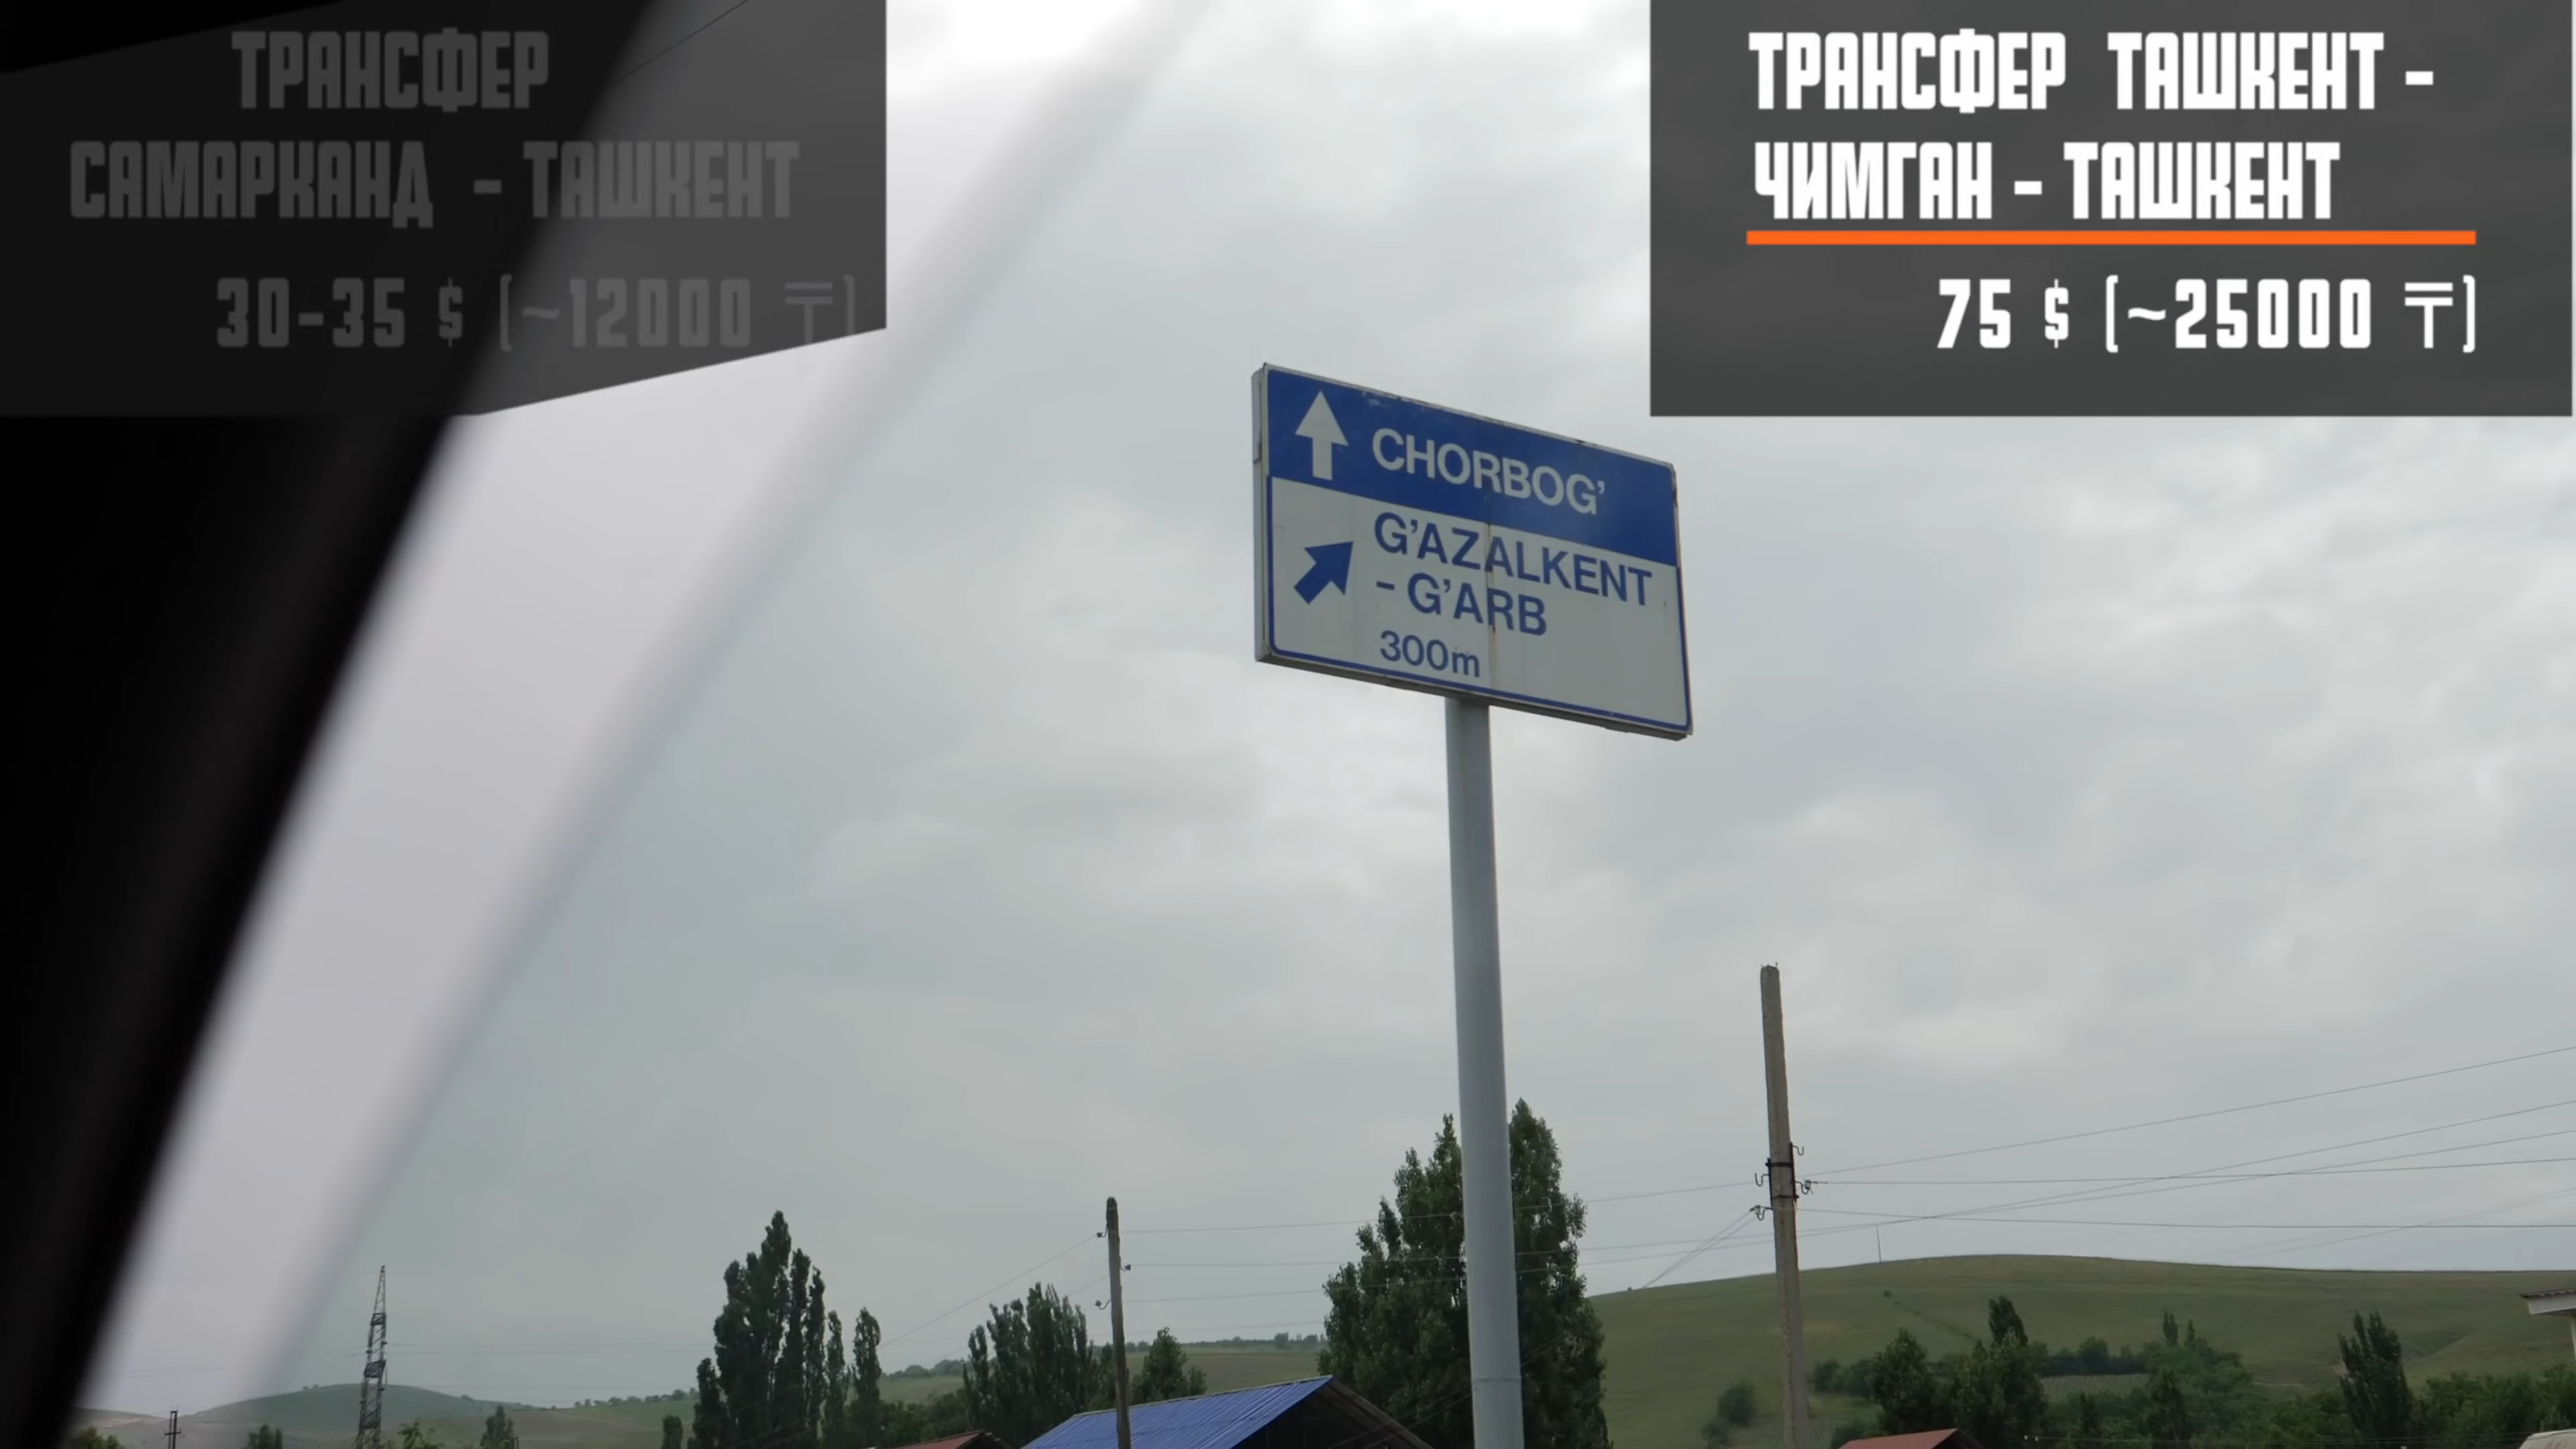 ТРАНСФЕР
САМАРКАНД - ТАШКЕНТ
30-35 $ (~12000 ₸)
ТРАНСФЕР ТАШКЕНТ -
ЧИМГАН - ТАШКЕНТ
75 $ (~25000 ₸)
CHORBOG'
G'AZALKENT
- G'ARB
300m